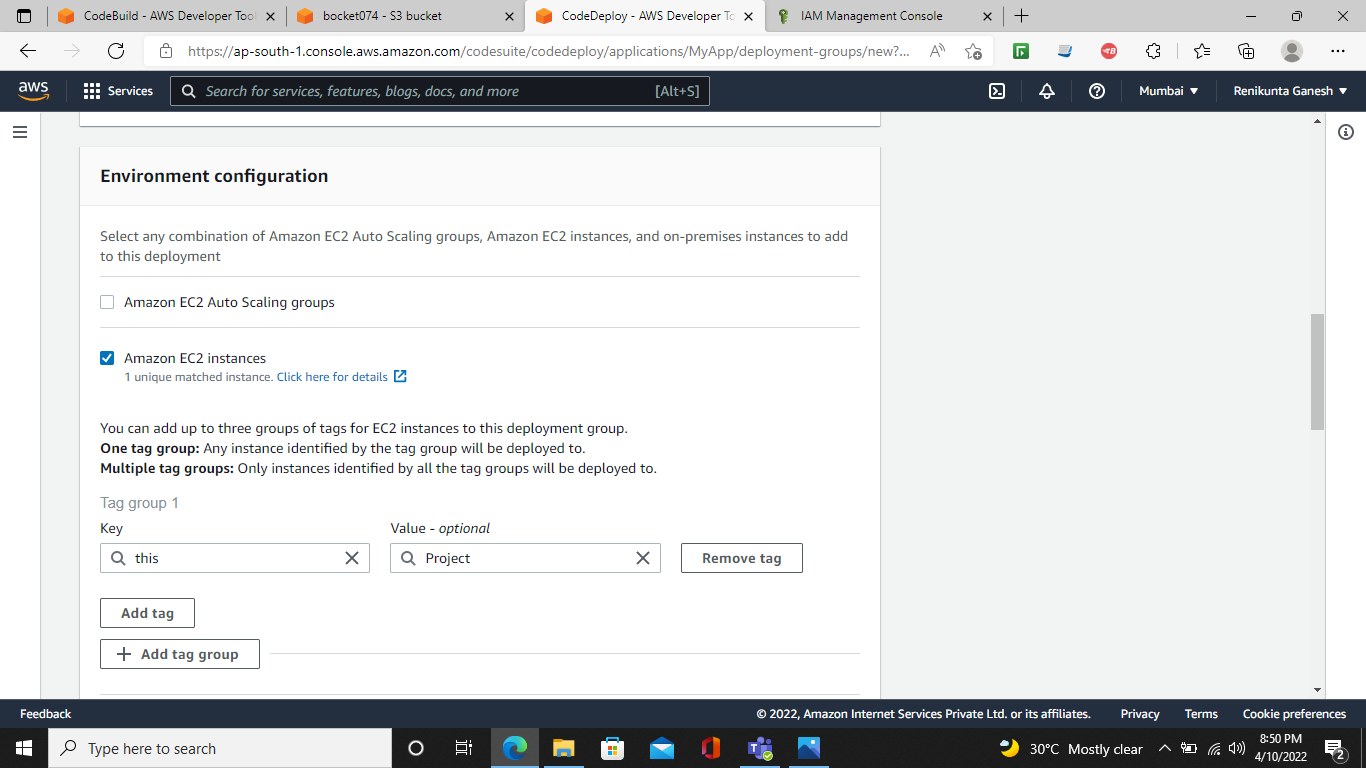 CodeBuild - AWS Developer Tool
bocket074 - S3 bucket
CodeDeploy - AWS Developer To
IAM Management Console
https://ap-south-1.console.aws.amazon.com/codesuite/codedeploy/applications/MyApp/deployment-groups/new?...
aws
Services
Search for services, features, blogs, docs, and more
[Alt+S]
Mumbai
Renikunta Ganesh
Environment configuration
Select any combination of Amazon EC2 Auto Scaling groups, Amazon EC2 instances, and on-premises instances to add
to this deployment
Amazon EC2 Auto Scaling groups
Amazon EC2 instances
1 unique matched instance. Click here for details
You can add up to three groups of tags for EC2 instances to this deployment group.
One tag group: Any instance identified by the tag group will be deployed to.
Multiple tag groups: Only instances identified by all the tag groups will be deployed to.
Tag group 1
Key
Value - optional
this
Project
Remove tag
Add tag
Add tag group
Feedback
© 2022, Amazon Internet Services Private Ltd. or its affiliates.
Privacy
Terms
Cookie preferences
Type here to search
30°C Mostly clear
8:50 PM
4/10/2022
2